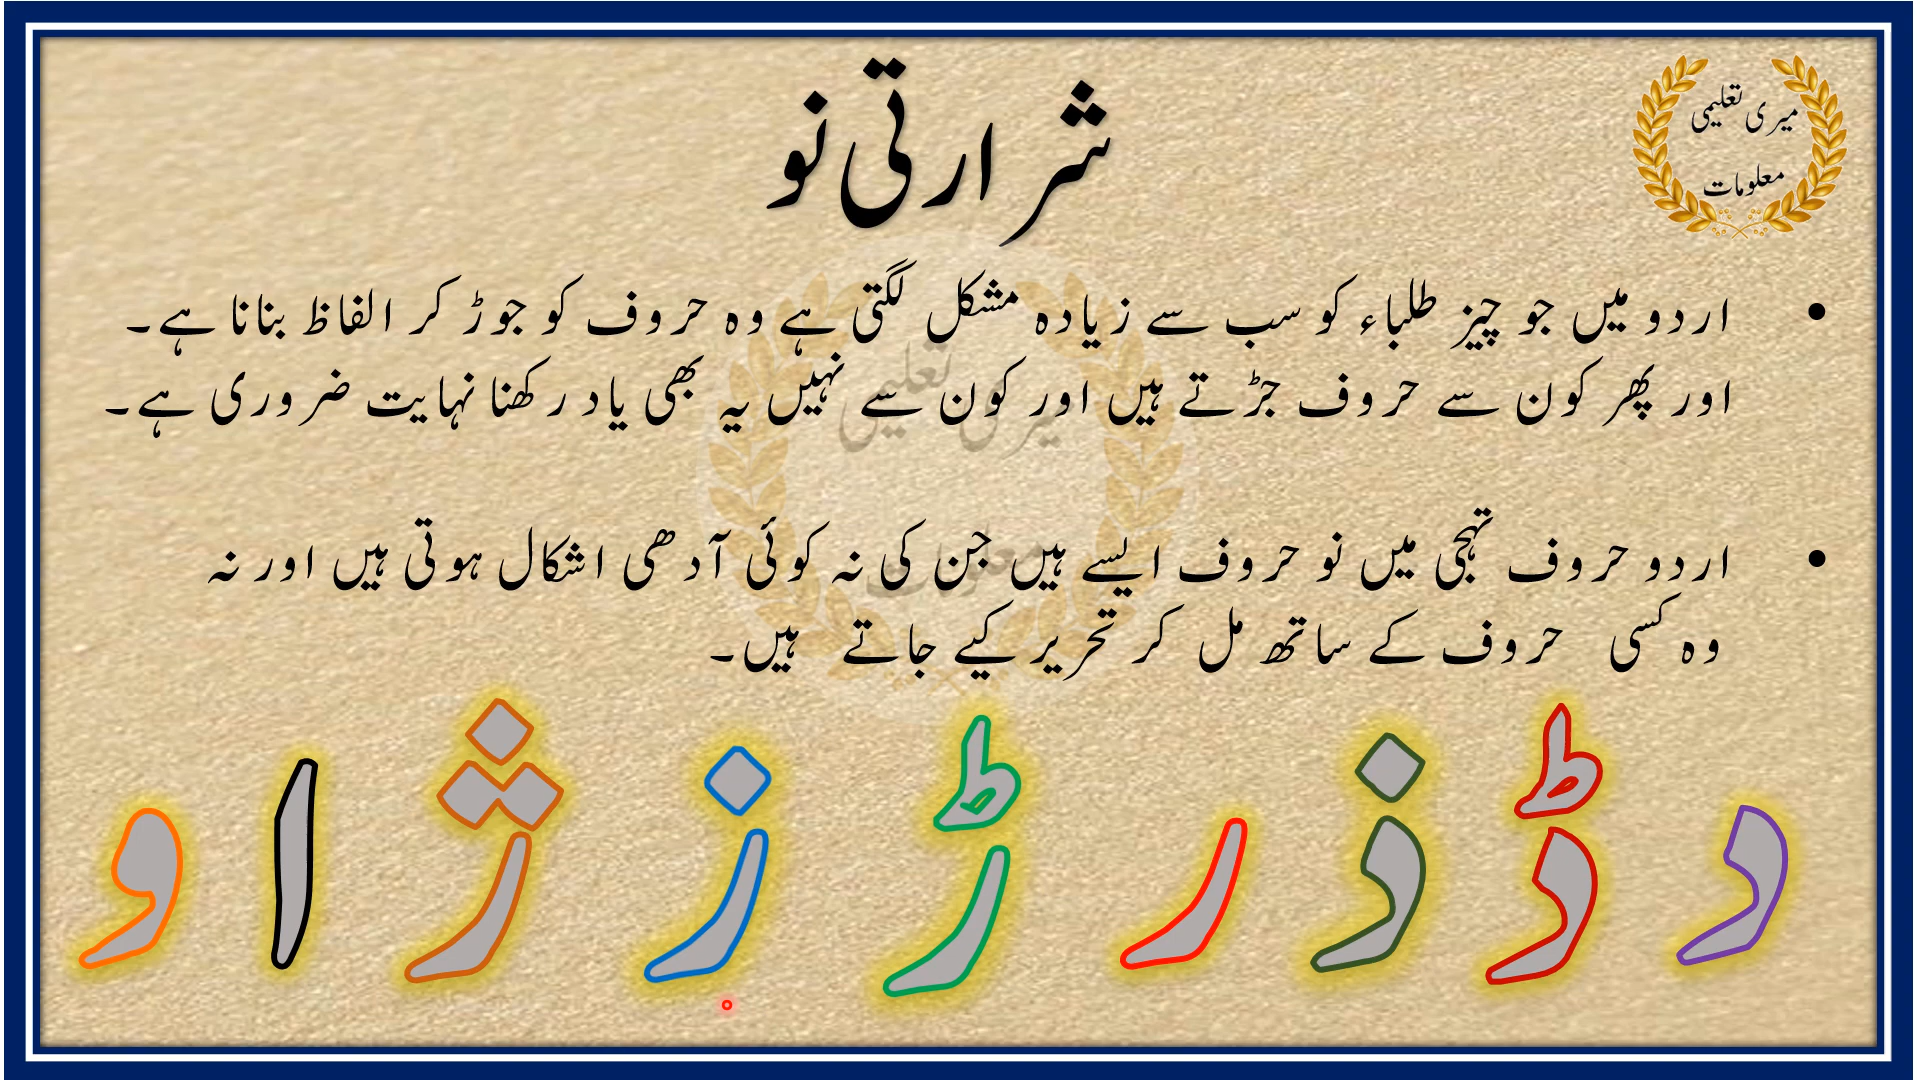 شرارتی نو
میری تعلیمی
معلومات
• اردو میں جو چیز طلباء کو سب سے زیادہ مشکل لگتی ہے وہ حروف کو جوڑ کر الفاظ بنانا ہے۔
اور پھر کون سے حروف جڑتے ہیں اور کون سے نہیں یہ بھی یاد رکھنا نہایت ضروری ہے۔
• اردو حروف تہجی میں نو حروف ایسے ہیں جن کی نہ کوئی آدھی اشکال ہوتی ہیں اور نہ
وہ کسی حروف کے ساتھ مل کر تحریر کیے جاتے ہیں۔
د ڈ ذ ر ڑ ز ژ ا و